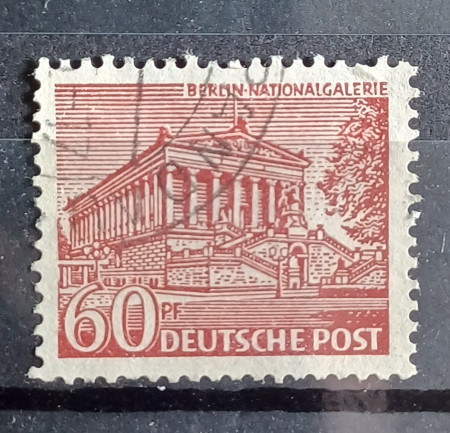 BERLIN-NATIONALGALERIE
60 PF
DEUTSCHE POST